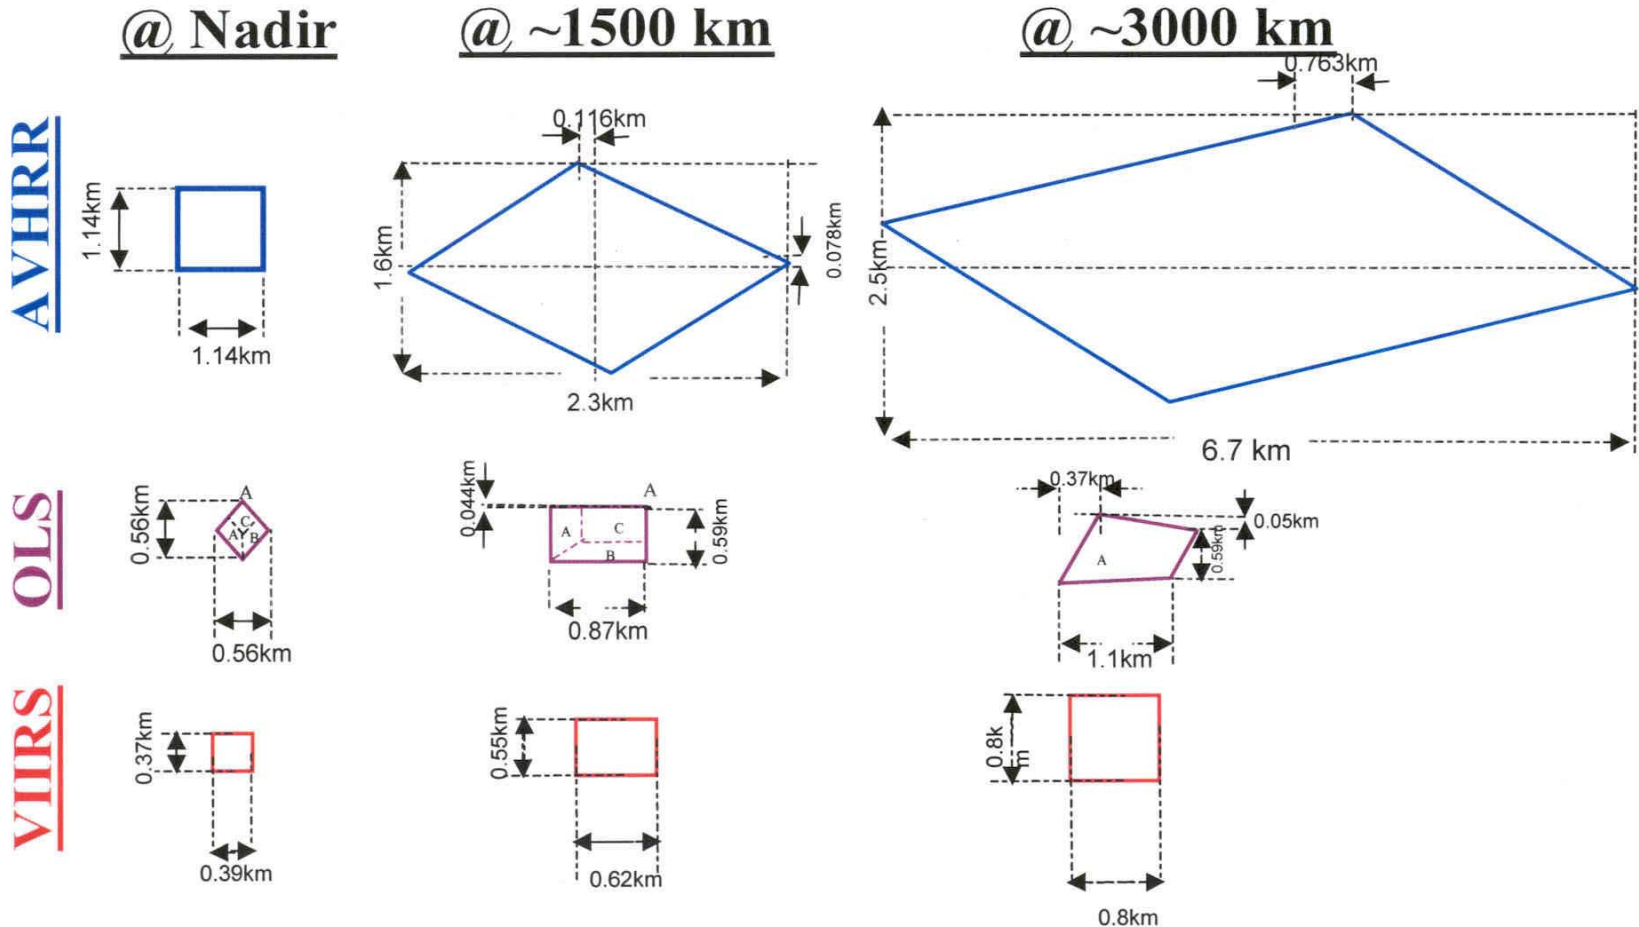 @ Nadir
@ ~1500 km
@ ~3000 km
AVHRR
1.14km
1.14km
0.116km
1.6km
0.078km
2.3km
0.763km
2.5km
6.7 km
OLS
0.56km
A
C
A
B
0.56km
0.044km
A
A
C
B
0.59km
0.87km
0.37km
0.05km
A
0.59km
1.1km
VIIRS
0.37km
0.39km
0.55km
0.62km
0.8k
m
0.8km